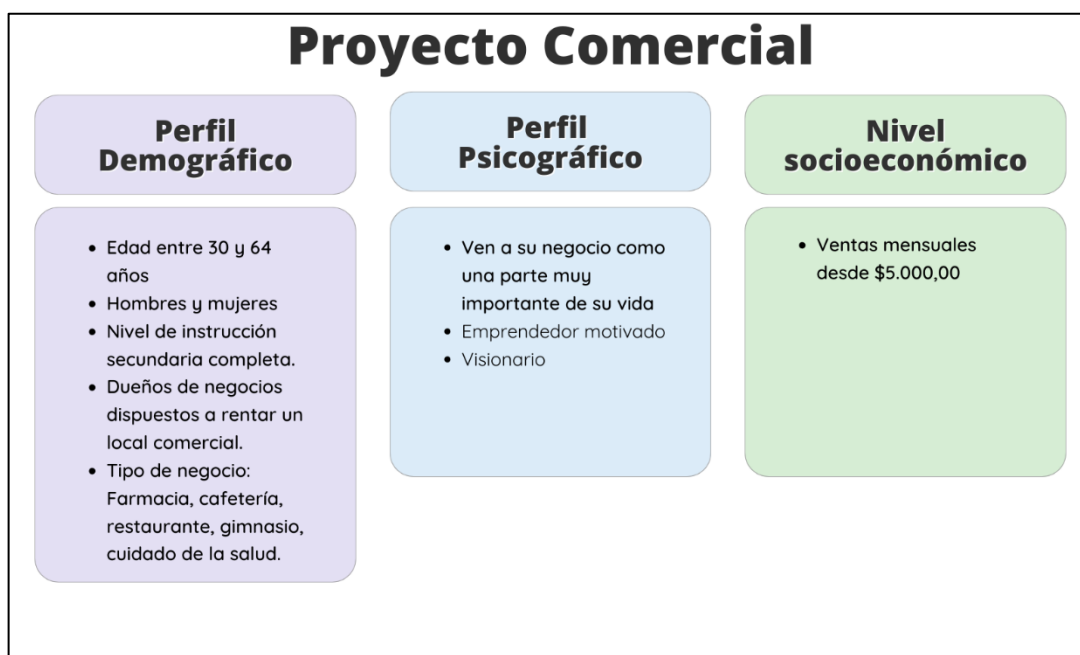 Proyecto Comercial
Perfil
Demográfico
• Edad entre 30 y 64
años
• Hombres y mujeres
• Nivel de instrucción
secundaria completa.
• Dueños de negocios
dispuestos a rentar un
local comercial.
• Tipo de negocio:
Farmacia, cafetería,
restaurante, gimnasio,
cuidado de la salud.
Perfil
Psicográfico
• Ven a su negocio como
una parte muy
importante de su vida
• Emprendedor motivado
• Visionario
Nivel
socioeconómico
• Ventas mensuales
desde $5.000,00